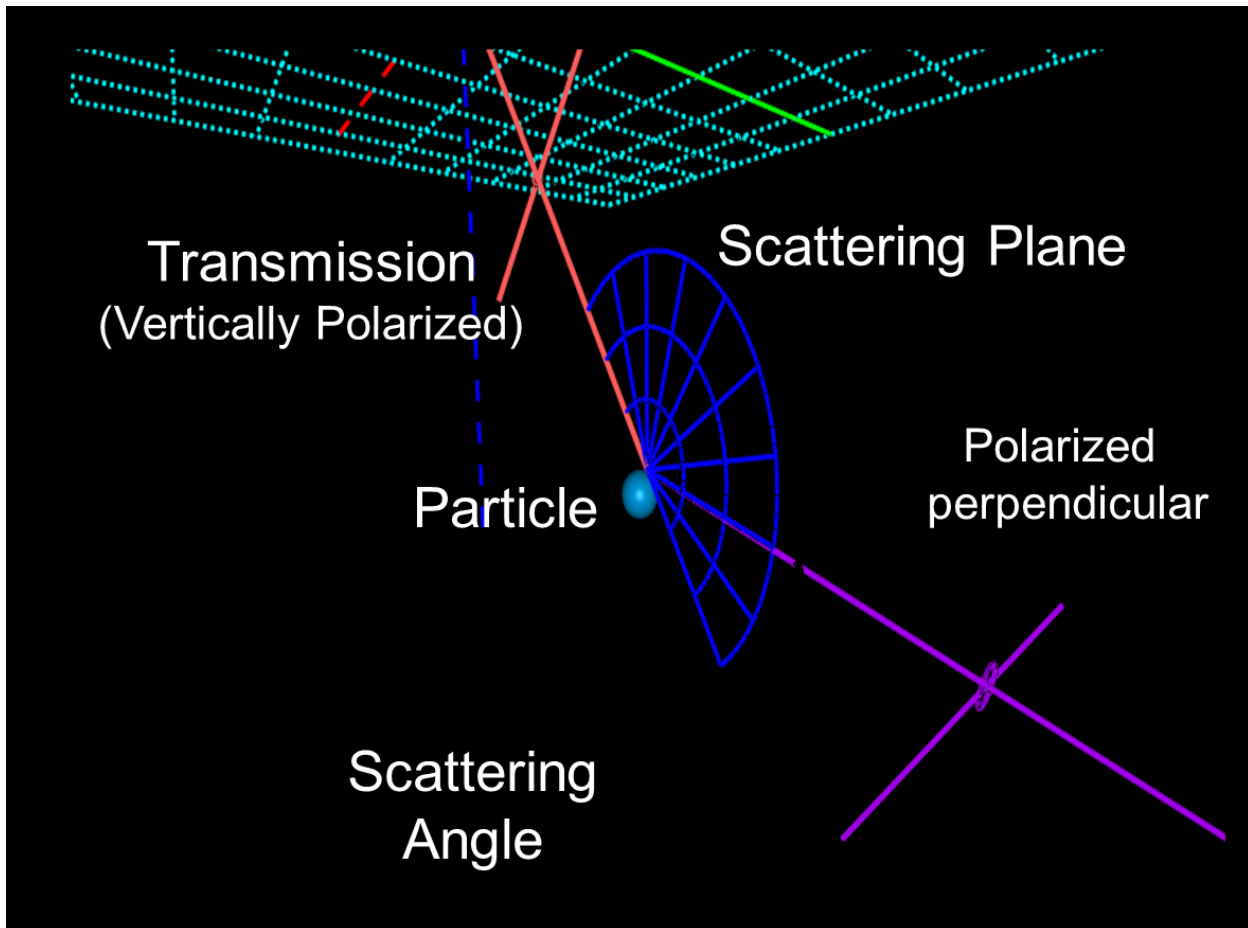 Transmission
(Vertically Polarized)
Scattering Plane
Polarized
perpendicular
Particle
Scattering
Angle